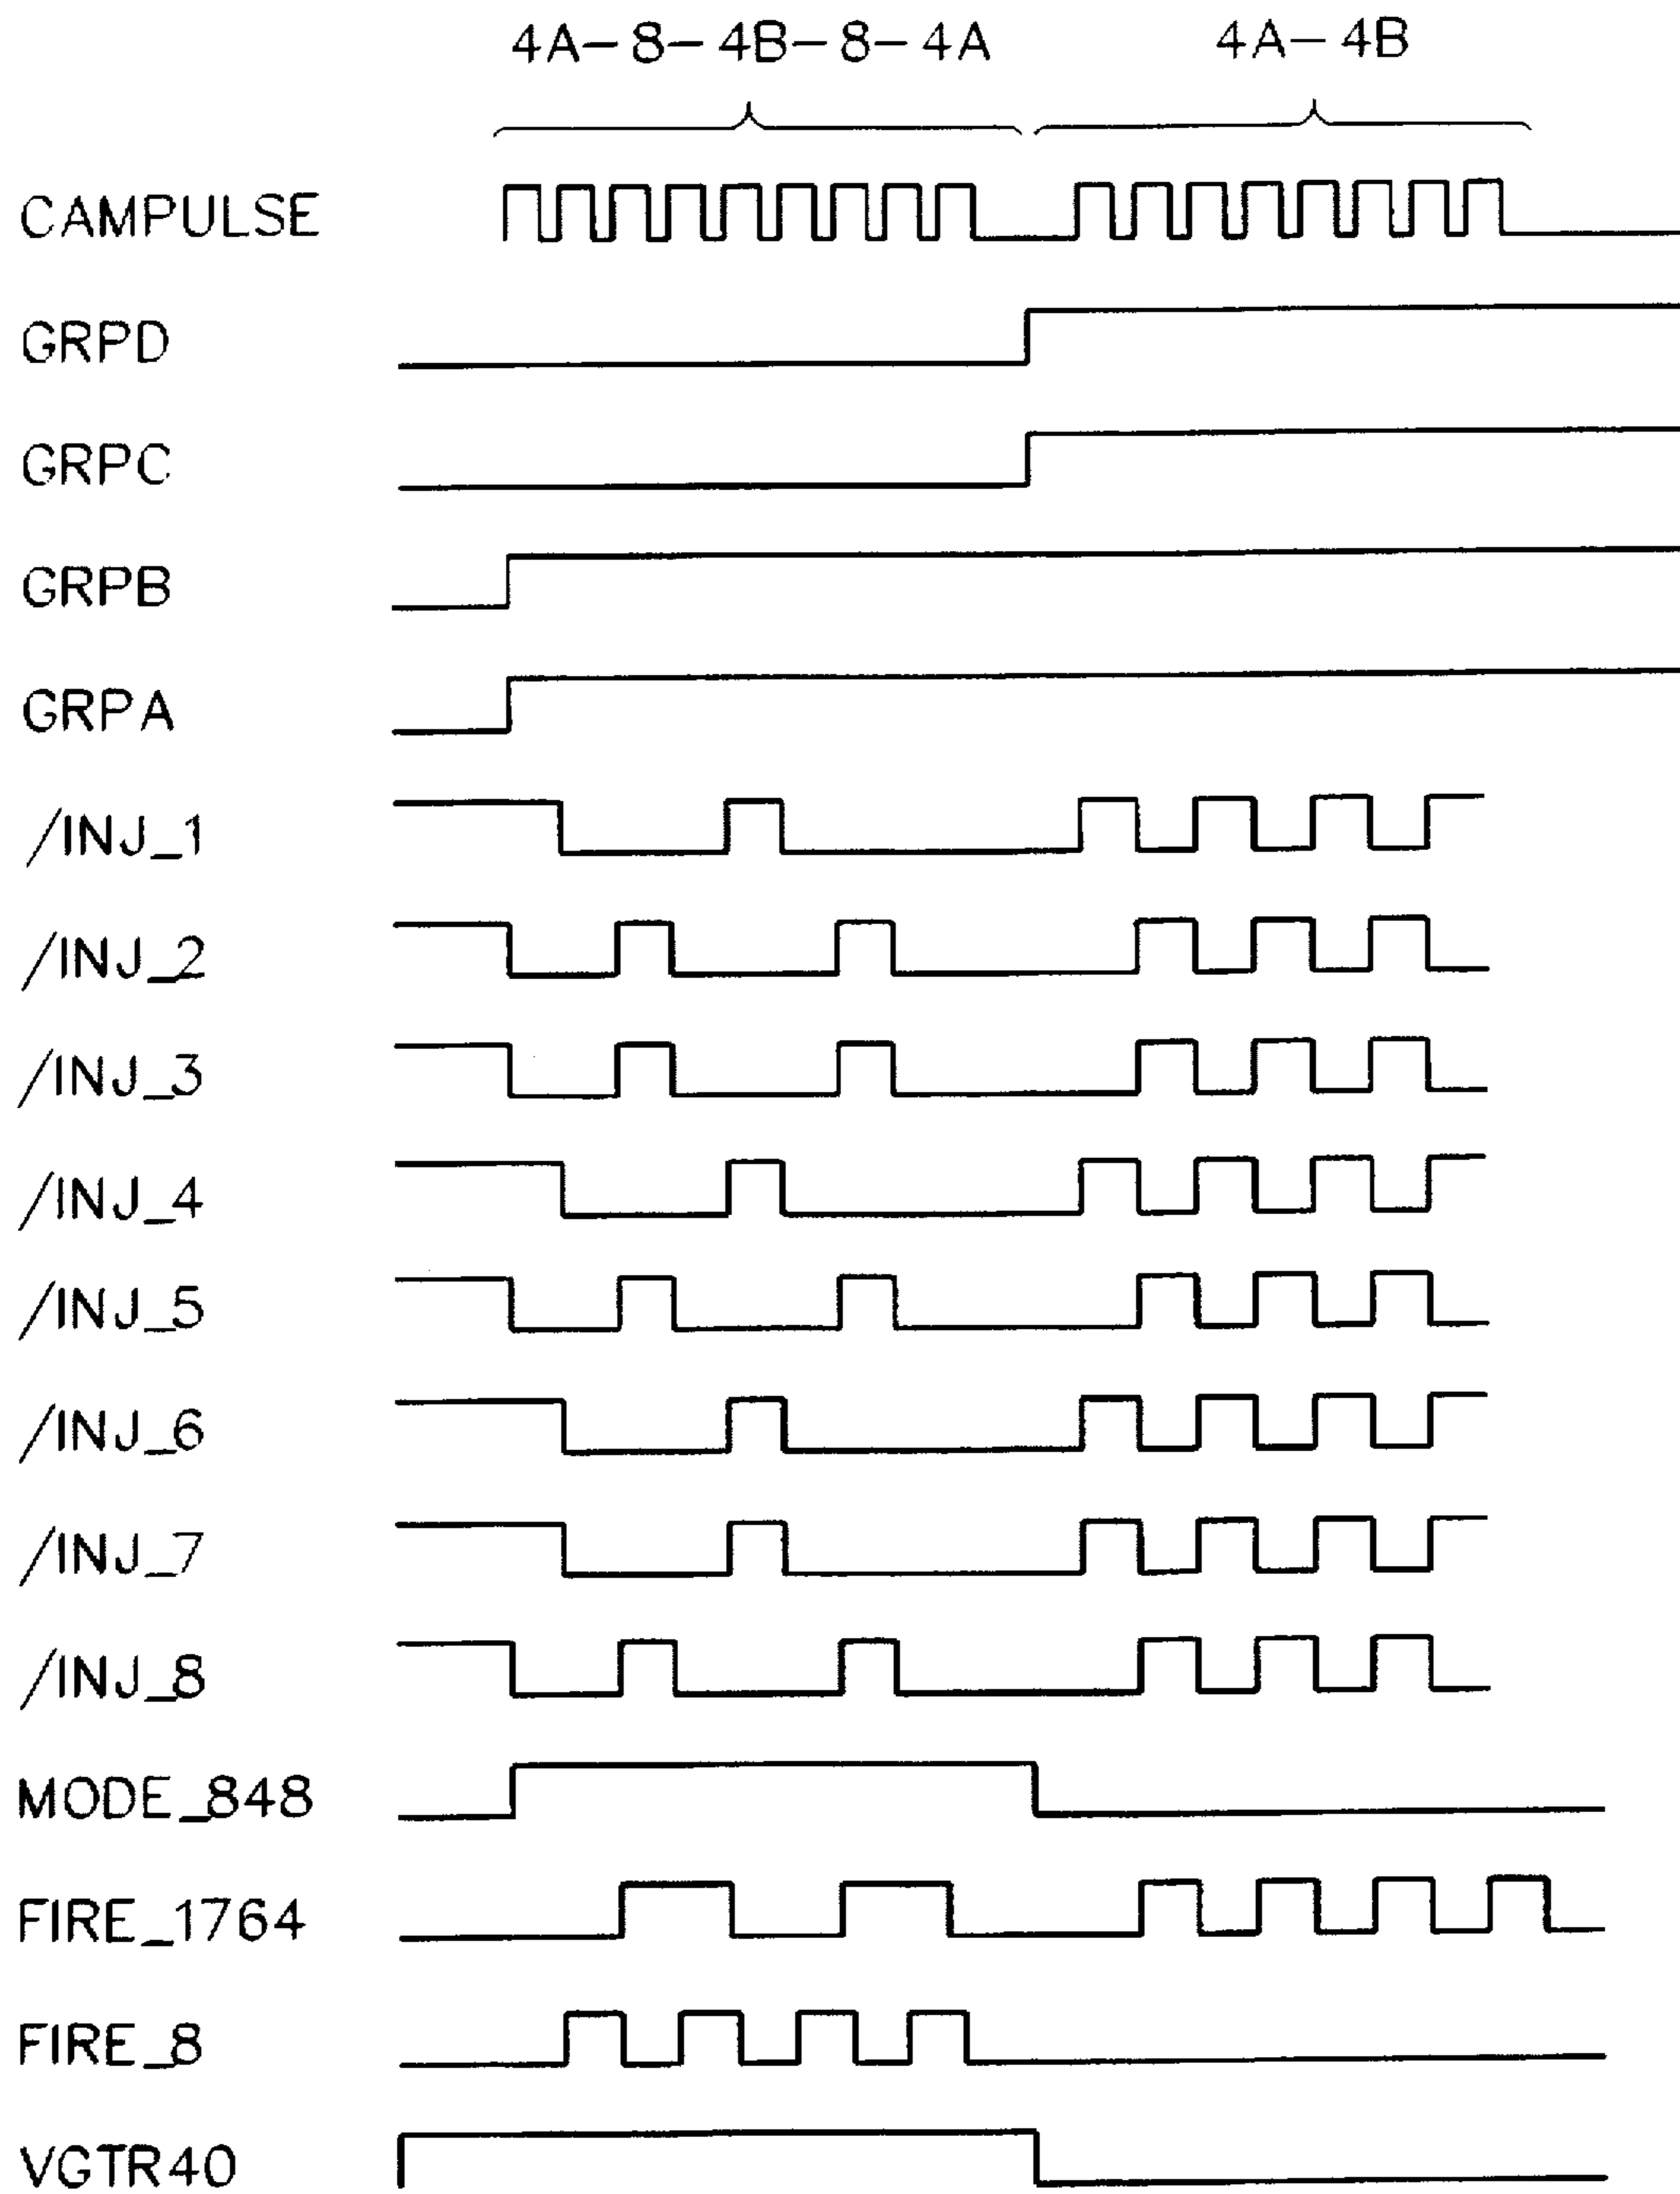 4A-8-4B-8-4A 4A-4B
CAMPULSE
GRPD
GRPC
GRPB
GRPA
/INJ_1
/INJ_2
/INJ_3
/INJ_4
/INJ_5
/INJ_6
/INJ_7
/INJ_8
MODE_848
FIRE_1764
FIRE_8
VGTR40